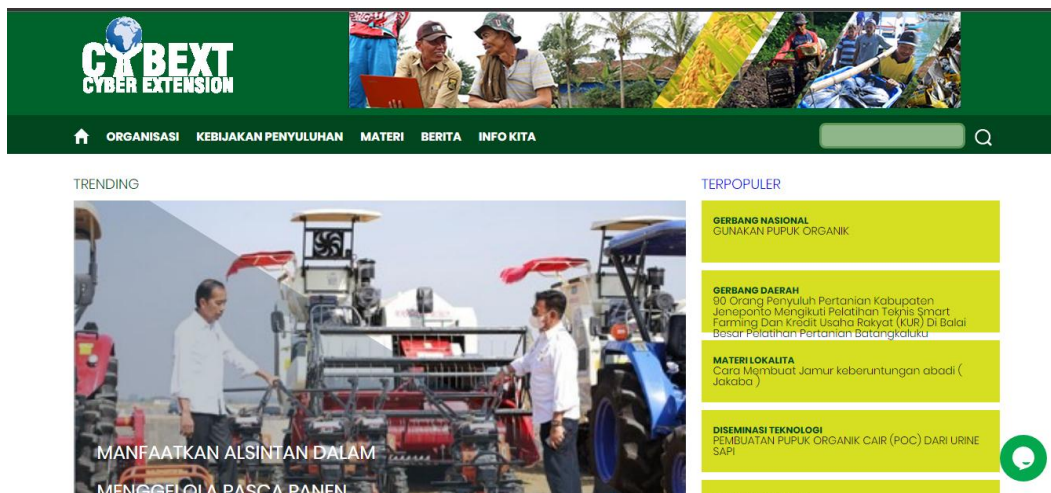 CYBEXT
CYBER EXTENSION
ORGANISASI KEBIJAKAN PENYULUHAN MATERI BERITA INFO KITA
TRENDING
MANFAATKAN ALSINTAN DALAM
MENGGELOLA PASCA PANEN
TERPOPULER
GERBANG NASIONAL
GUNAKAN PUPUK ORGANIK
GERBANG DAERAH
90 Orang Penyuluh Pertanian Kabupaten
Jeneponto Mengikuti Pelatihan Teknis Smart
Farming Dan Kredit Usaha Rakyat (KUR) Di Balai
Besar Pelatihan Pertanian Batangkaluku
MATERI LOKALITA
Cara Membuat Jamur keberuntungan abadi (
Jakaba )
DISEMINASI TEKNOLOGI
PEMBUATAN PUPUK ORGANIK CAIR (POC) DARI URINE
SAPI